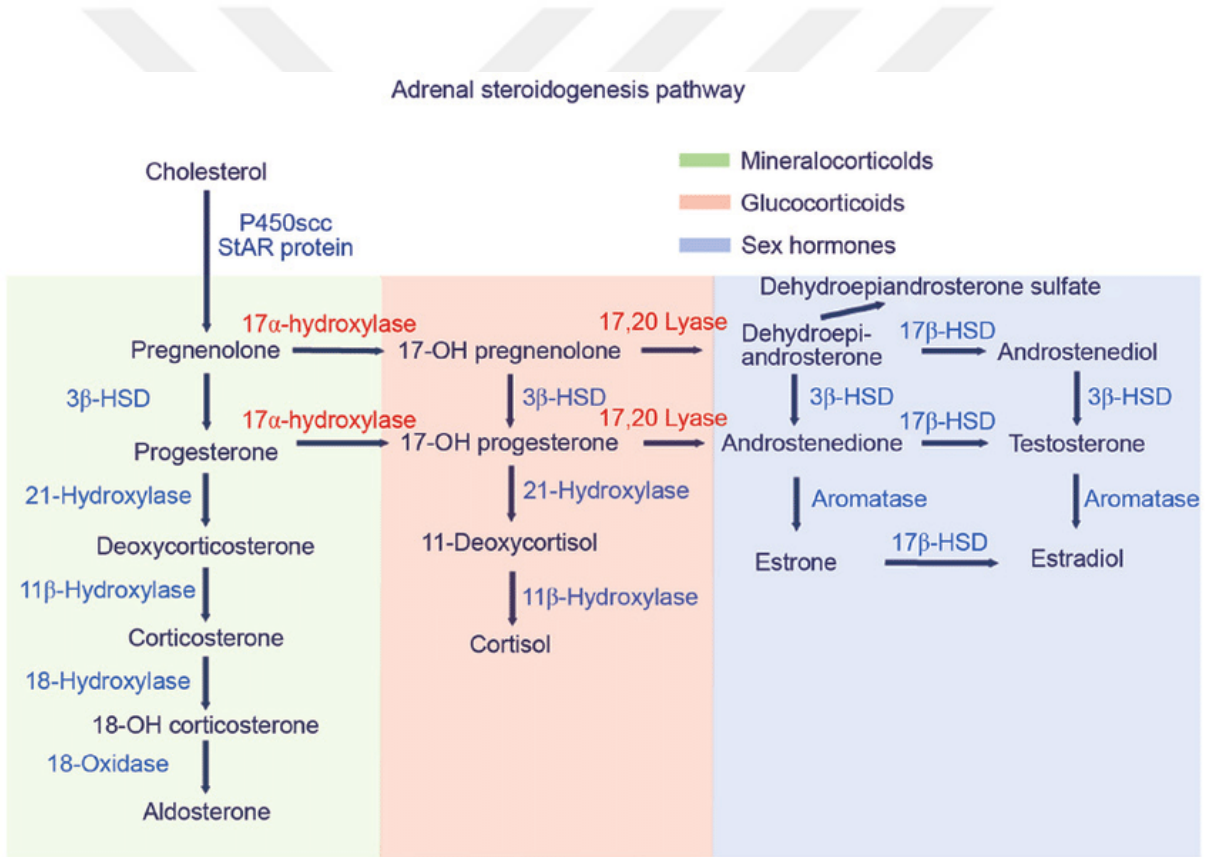 Adrenal steroidogenesis pathway
Cholesterol
P450scc
StAR protein
Mineralocorticolds
Glucocorticoids
Sex hormones
Dehydroepiandrosterone sulfate
17α-hydroxylase
17,20 Lyase
Dehydroepi-
androsterone
17β-HSD
Pregnenolone
17-OH pregnenolone
Androstenediol
3β-HSD
3β-HSD
3β-HSD
3β-HSD
17α-hydroxylase
17,20 Lyase
17β-HSD
Progesterone
17-OH progesterone
Androstenedione
Testosterone
21-Hydroxylase
21-Hydroxylase
Aromatase
Aromatase
Deoxycorticosterone
11-Deoxycortisol
17β-HSD
Estrone
Estradiol
11β-Hydroxylase
11β-Hydroxylase
Corticosterone
Cortisol
18-Hydroxylase
18-OH corticosterone
18-Oxidase
Aldosterone